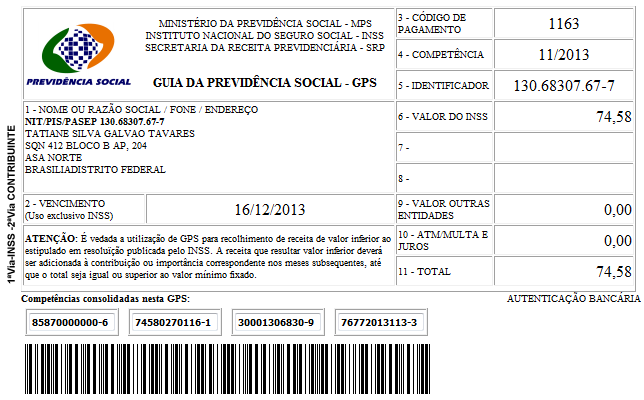 PREVIDÊNCIA SOCIAL
MINISTÉRIO DA PREVIDÊNCIA SOCIAL - MPS
INSTITUTO NACIONAL DO SEGURO SOCIAL - INSS
SECRETARIA DA RECEITA PREVIDENCIÁRIA - SRP
GUIA DA PREVIDÊNCIA SOCIAL - GPS
3 - CÓDIGO DE
PAGAMENTO
1163
4 - COMPETÊNCIA
11/2013
5 - IDENTIFICADOR
130.68307.67-7
1 - NOME OU RAZÃO SOCIAL / FONE / ENDEREÇO
NIT/PIS/PASEP 130.68307.67-7
TATIANE SILVA GALVAO TAVARES
SQN 412 BLOCO B AP, 204
ASA NORTE
BRASILIADISTRITO FEDERAL
6 - VALOR DO INSS
74,58
7 -
8 -
2 - VENCIMENTO
(Uso exclusivo INSS)
16/12/2013
9 - VALOR OUTRAS
ENTIDADES
0,00
ATENÇÃO: É vedada a utilização de GPS para recolhimento de receita de valor inferior ao
estipulado em resolução publicada pelo INSS. A receita que resultar valor inferior deverá
ser adicionada à contribuição ou importância correspondente nos meses subsequentes, até
que o total seja igual ou superior ao valor mínimo fixado.
10 - ATM/MULTA E
JUROS
0,00
11 - TOTAL
74,58
1ªVia-INSS -2ªVia CONTRIBUINTE
Competências consolidadas nesta GPS:
AUTENTICAÇÃO BANCÁRIA
85870000000-6
74580270116-1
30001306830-9
76772013113-3